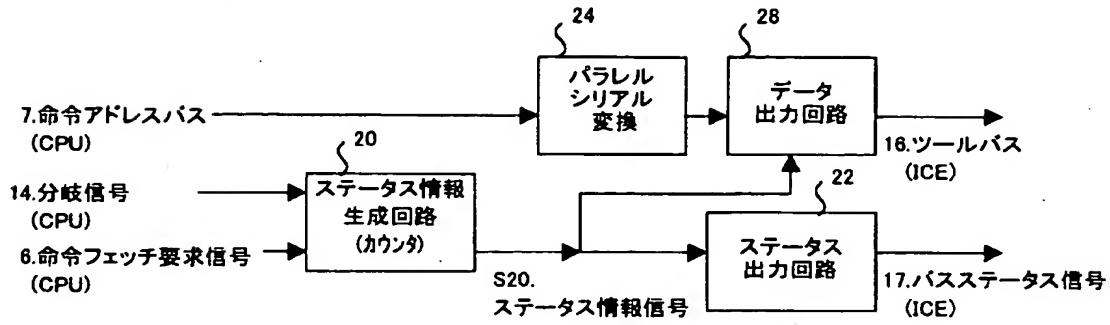 24
28
パラレル
シリアル
変換
データ
出力回路
7.命令アドレスバス
(CPU)
16.ツールバス
(ICE)
20
14.分岐信号
(CPU)
ステータス情報
生成回路
(カウンタ)
22
6.命令フェッチ要求信号
(CPU)
S20.
ステータス情報信号
ステータス
出力回路
17.バスステータス信号
(ICE)